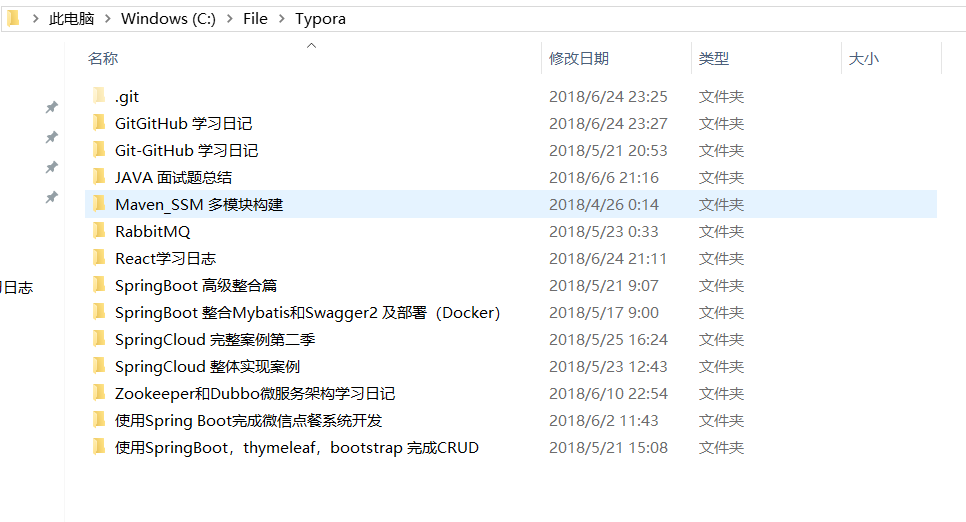 此电脑 > Windows (C:) > File > Typora
名称 修改日期 类型 大小
.git 2018/6/24 23:25 文件夹
GitGitHub 学习日记 2018/6/24 23:27 文件夹
Git-GitHub 学习日记 2018/5/21 20:53 文件夹
JAVA 面试题总结 2018/6/6 21:16 文件夹
Maven_SSM 多模块构建 2018/4/26 0:14 文件夹
RabbitMQ 2018/5/23 0:33 文件夹
React学习日志 2018/6/24 21:11 文件夹
SpringBoot 高级整合篇 2018/5/21 9:07 文件夹
日志
SpringBoot 整合Mybatis和Swagger2 及部署（Docker） 2018/5/17 9:00 文件夹
SpringCloud 完整案例第二季 2018/5/25 16:24 文件夹
SpringCloud 整体实现案例 2018/5/23 12:43 文件夹
Zookeeper和Dubbo微服务架构学习日记 2018/6/10 22:54 文件夹
使用Spring Boot完成微信点餐系统开发 2018/6/2 11:43 文件夹
使用SpringBoot，thymeleaf，bootstrap 完成CRUD 2018/5/21 15:08 文件夹